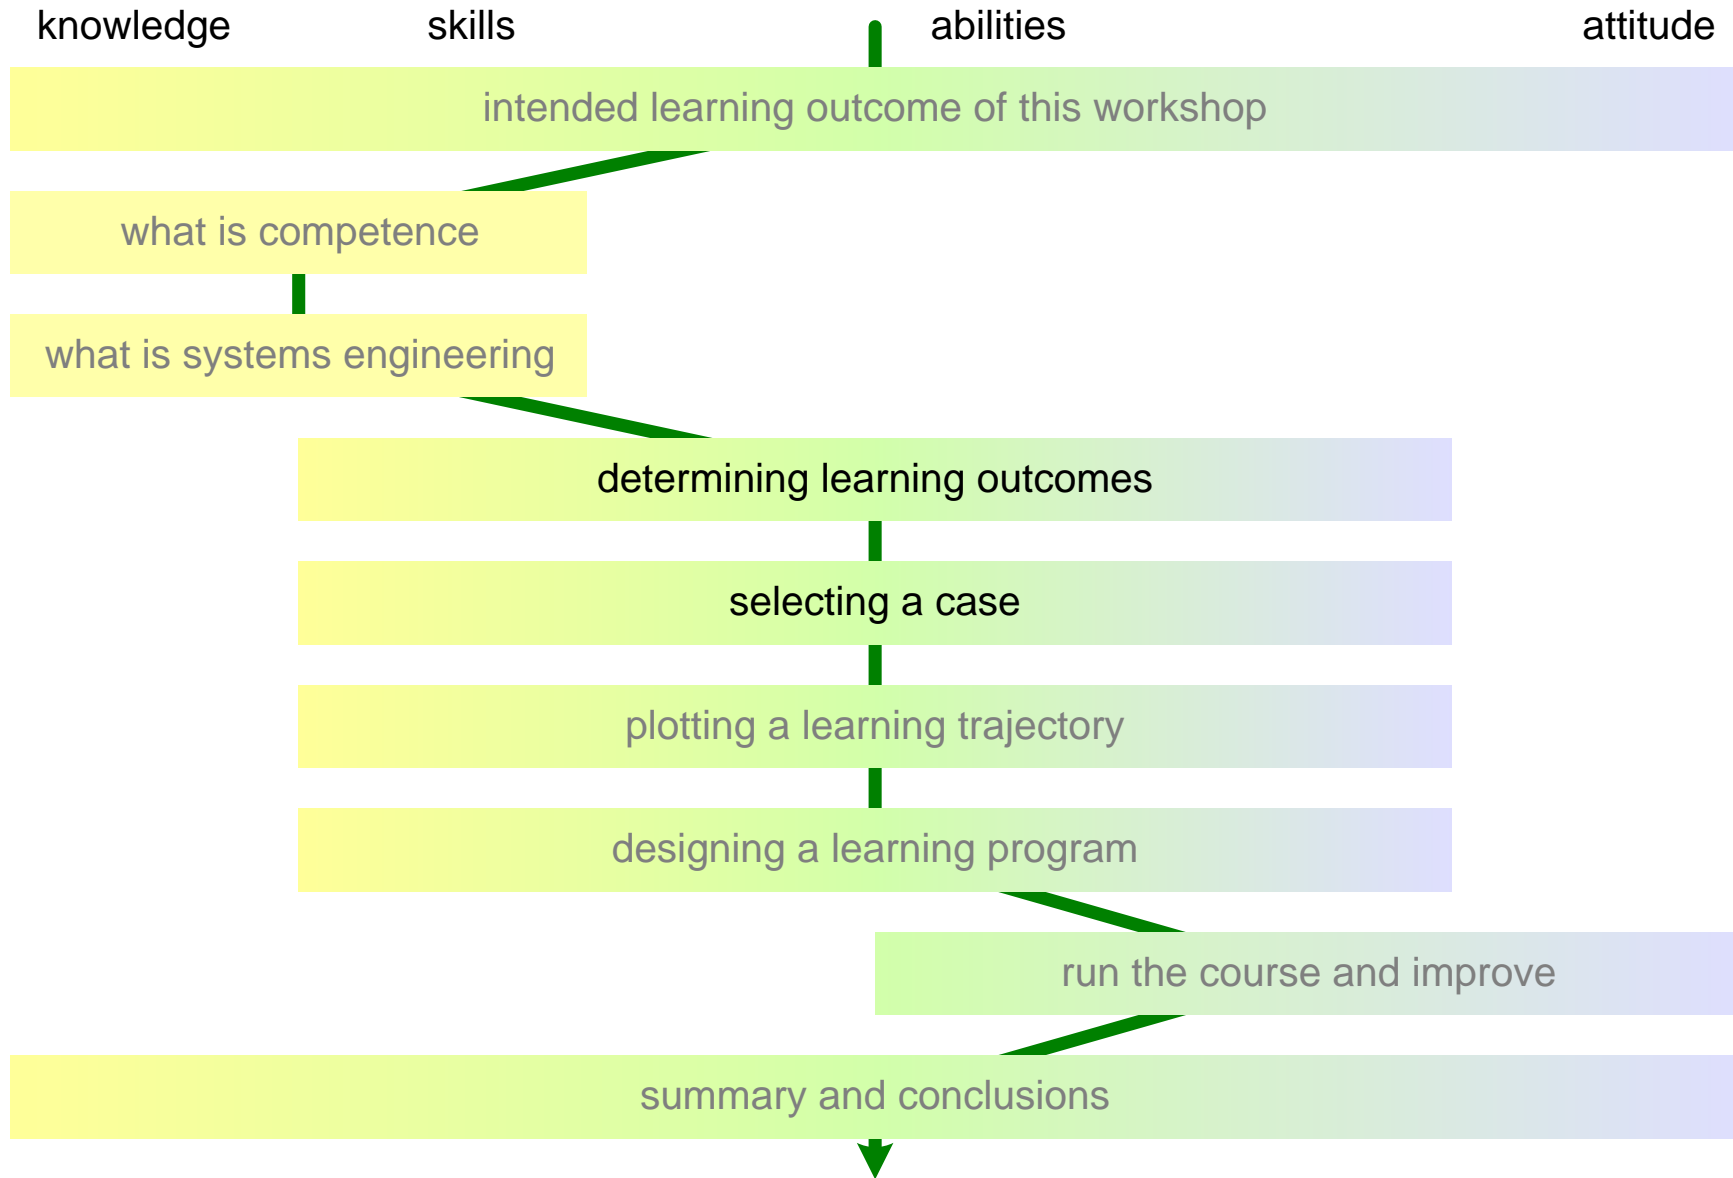 knowledge skills abilities attitude
intended learning outcome of this workshop
what is competence
what is systems engineering
determining learning outcomes
selecting a case
plotting a learning trajectory
designing a learning program
run the course and improve
summary and conclusions